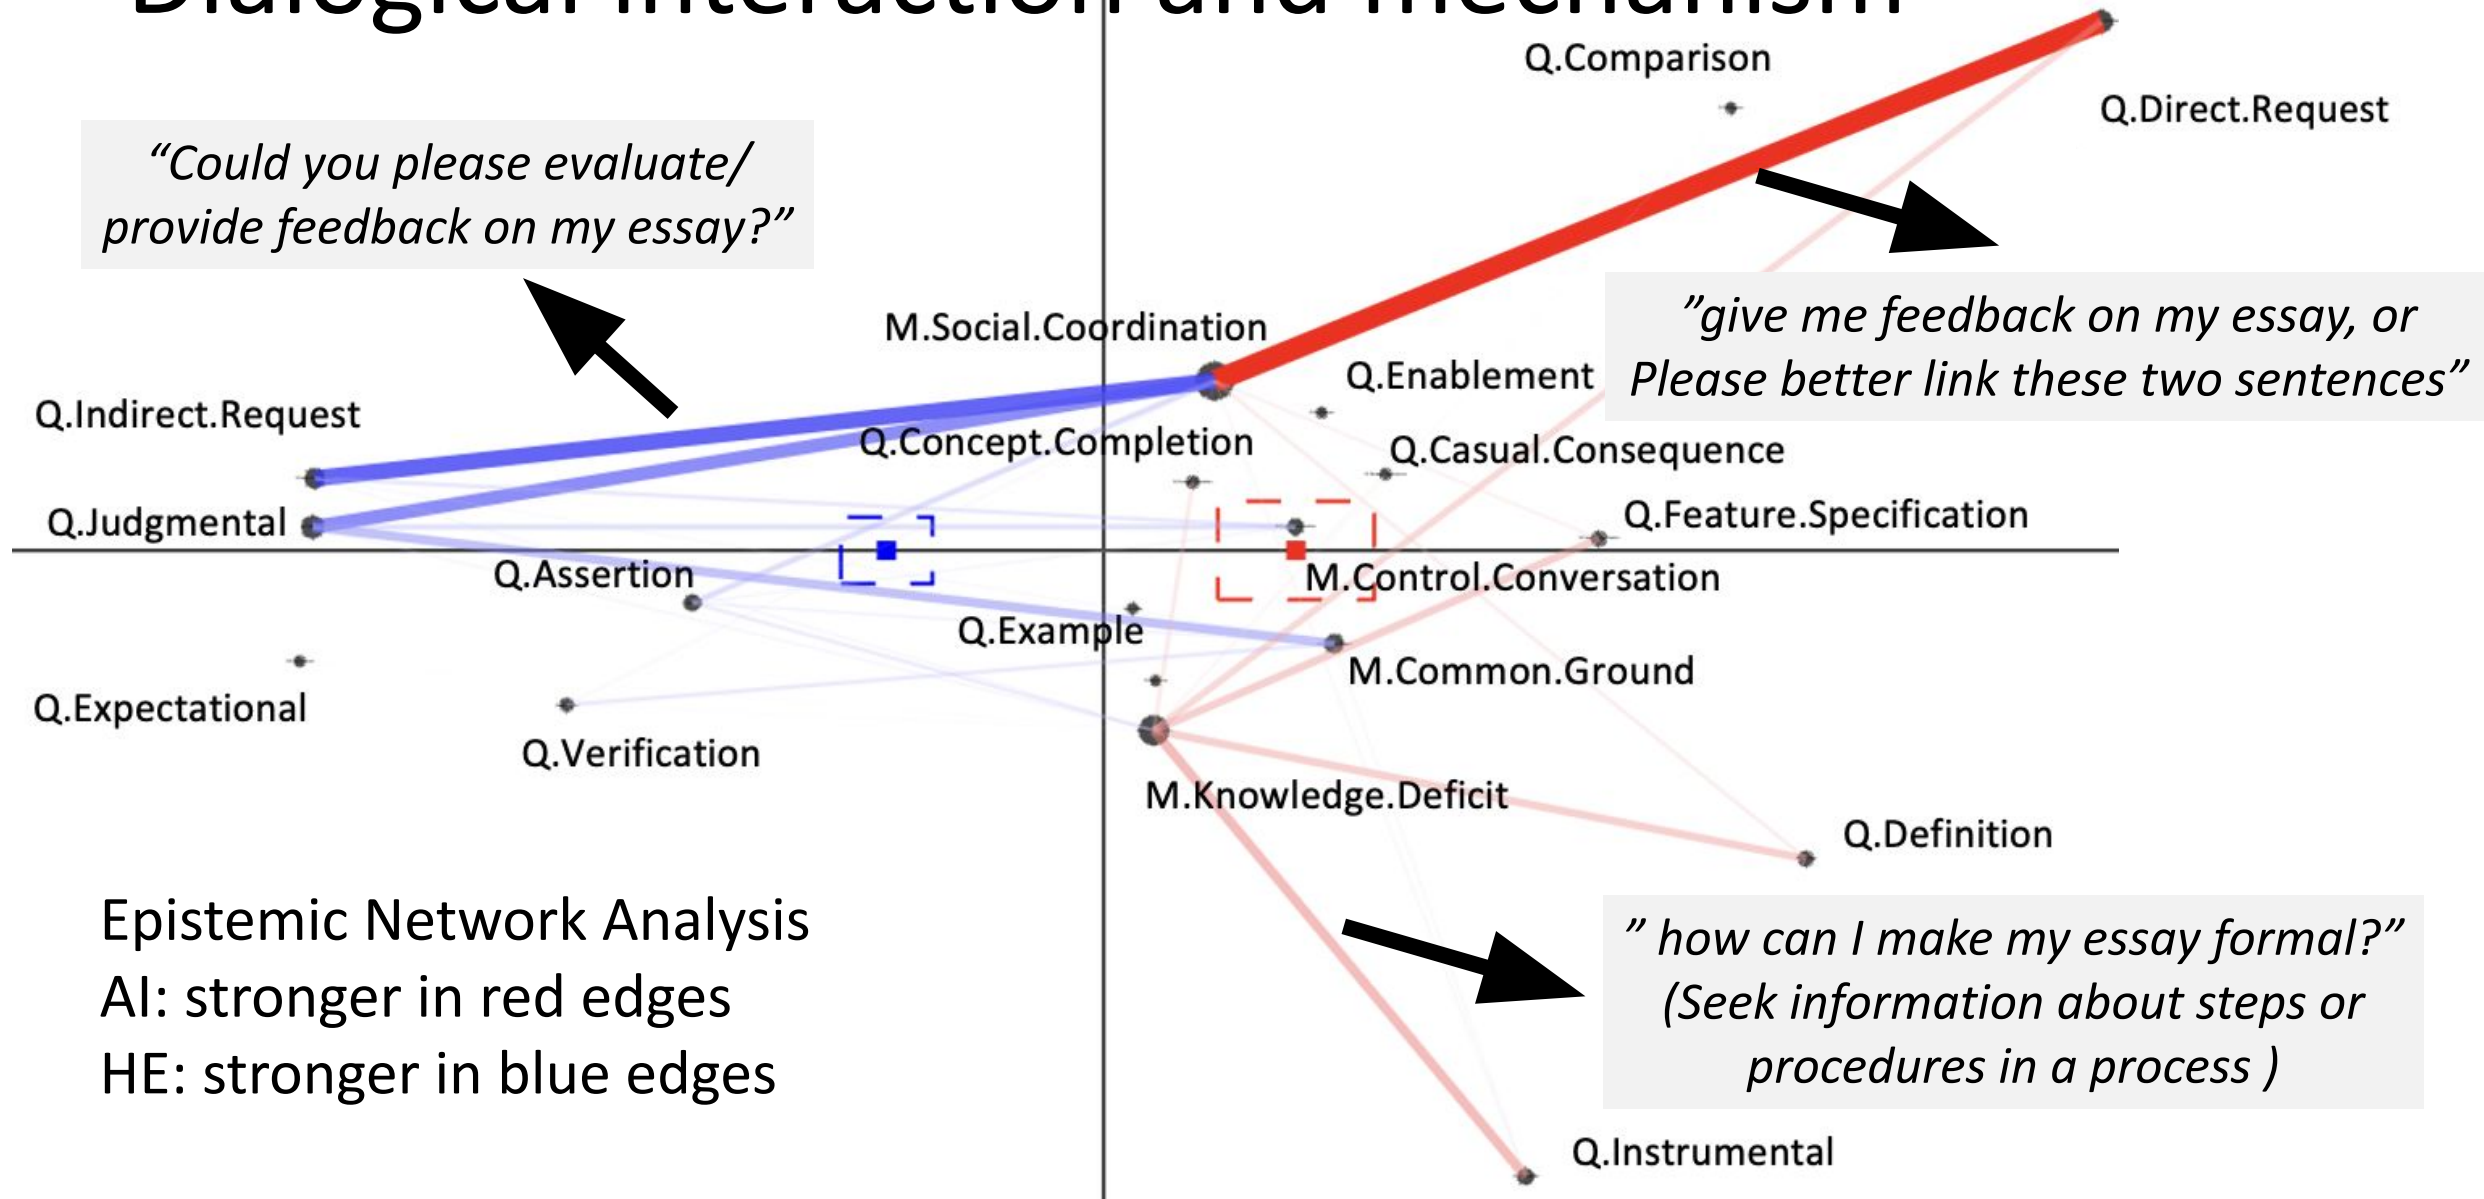 Dialogical interaction and mechanism
Q.Comparison
Q.Direct.Request
“Could you please evaluate/
provide feedback on my essay?”
”give me feedback on my essay, or
Please better link these two sentences”
M.Social.Coordination
Q.Enablement
Q.Indirect.Request
Q.Concept.Completion
Q.Casual.Consequence
Q.Judgmental
Q.Feature.Specification
Q.Assertion
M.Control.Conversation
Q.Example
M.Common.Ground
Q.Expectational
Q.Verification
M.Knowledge.Deficit
Q.Definition
Epistemic Network Analysis
AI: stronger in red edges
HE: stronger in blue edges
” how can I make my essay formal?”
(Seek information about steps or
procedures in a process )
Q.Instrumental